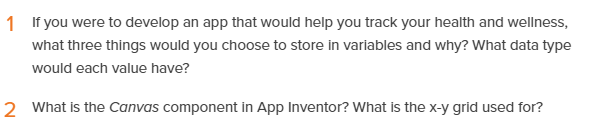 1 If you were to develop an app that would help you track your health and wellness,
what three things would you choose to store in variables and why? What data type
would each value have?
2 What is the Canvas component in App Inventor? What is the x-y grid used for?